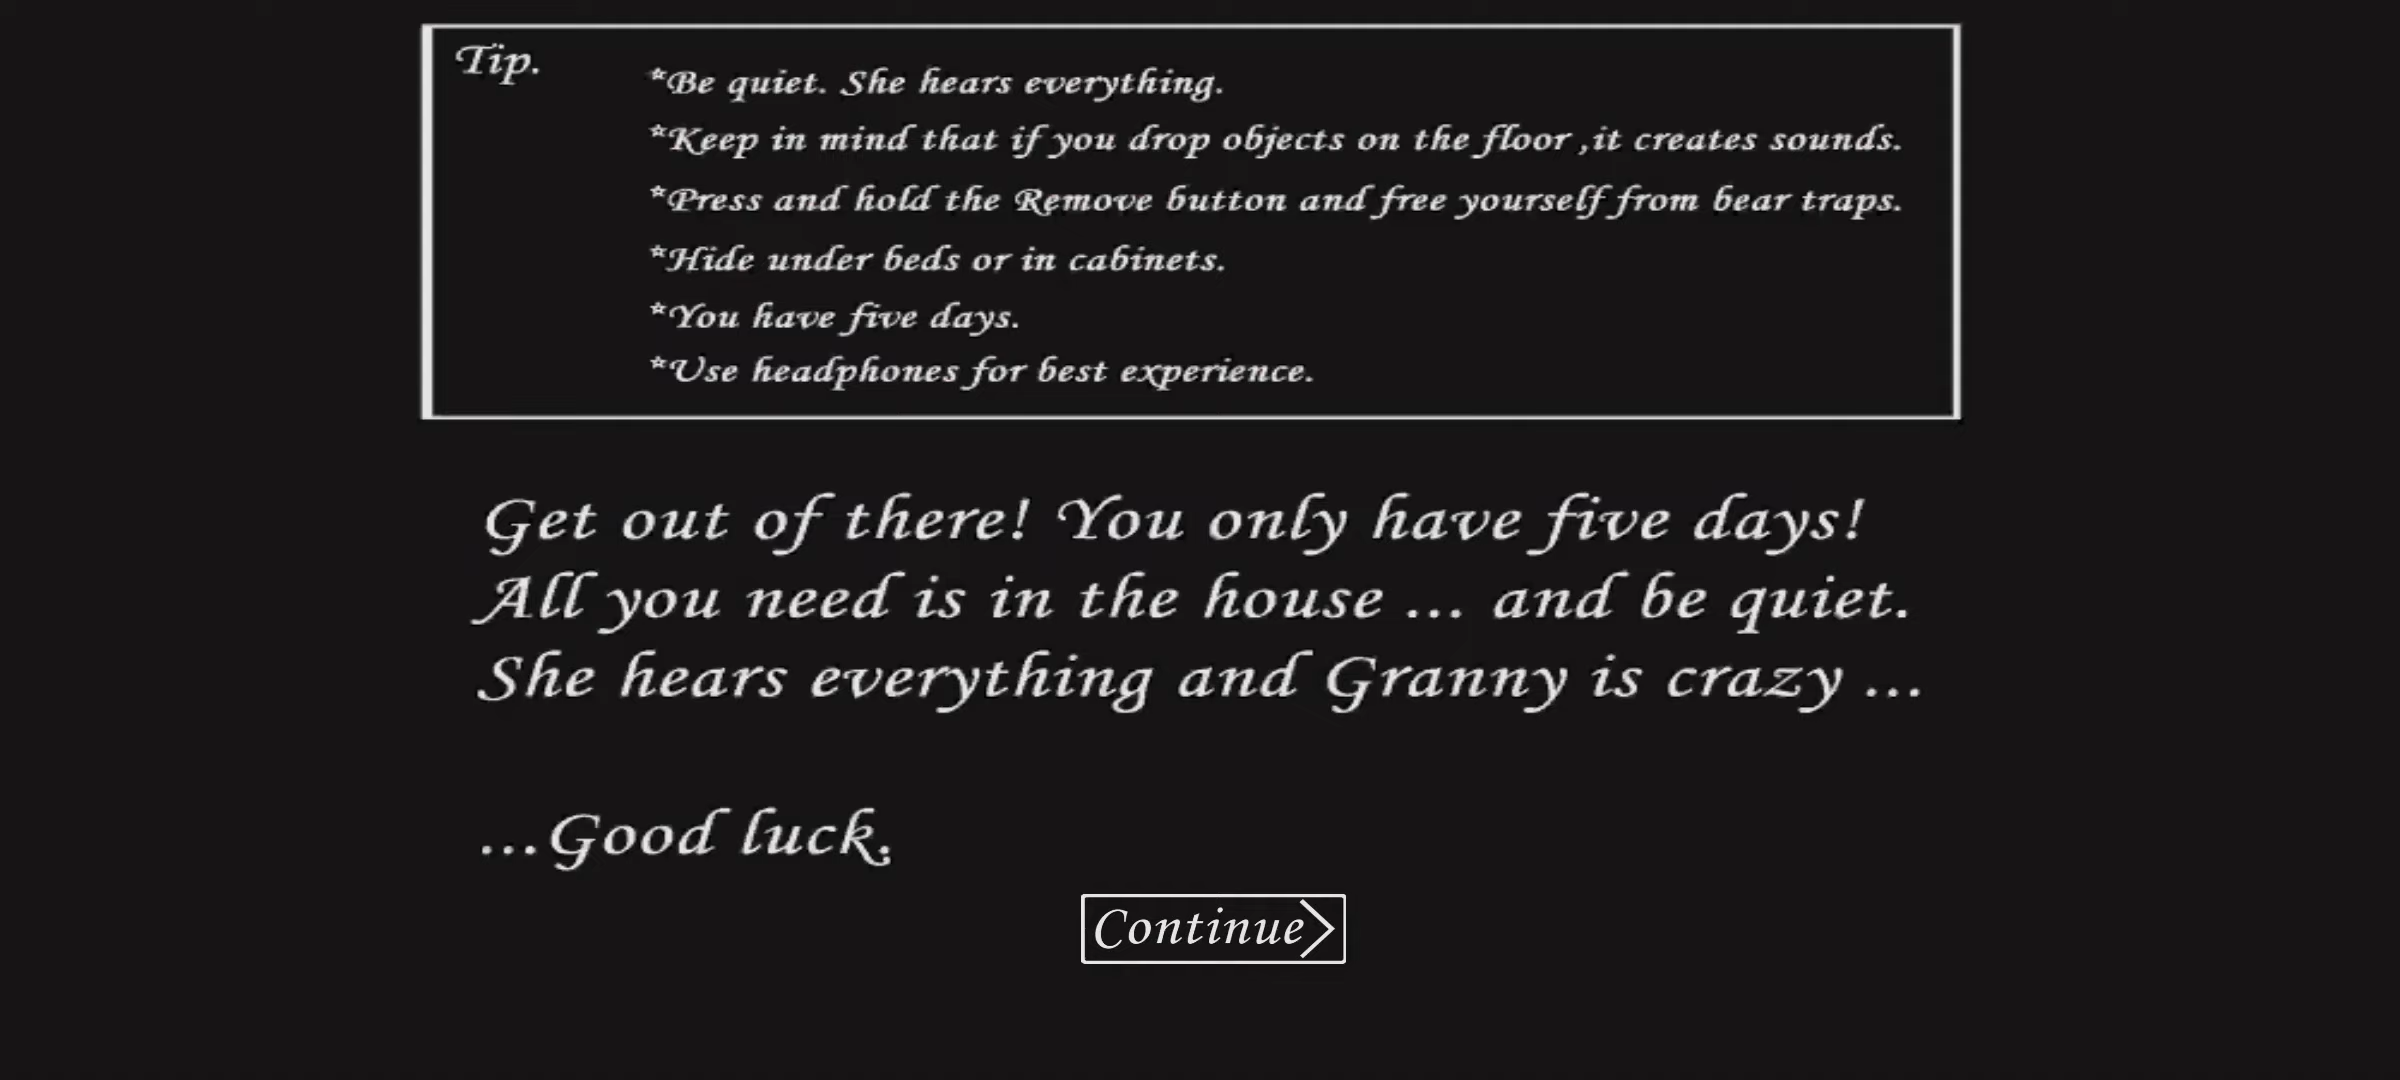 Tip.
*Be quiet. She hears everything.
*Keep in mind that if you drop objects on the floor ,it creates sounds.
*Press and hold the Remove button and free yourself from bear traps.
*Hide under beds or in cabinets.
*You have five days.
*Use headphones for best experience.
Get out of there! You only have five days!
All you need is in the house ... and be quiet.
She hears everything and Granny is crazy ...
...Good luck.
Continue